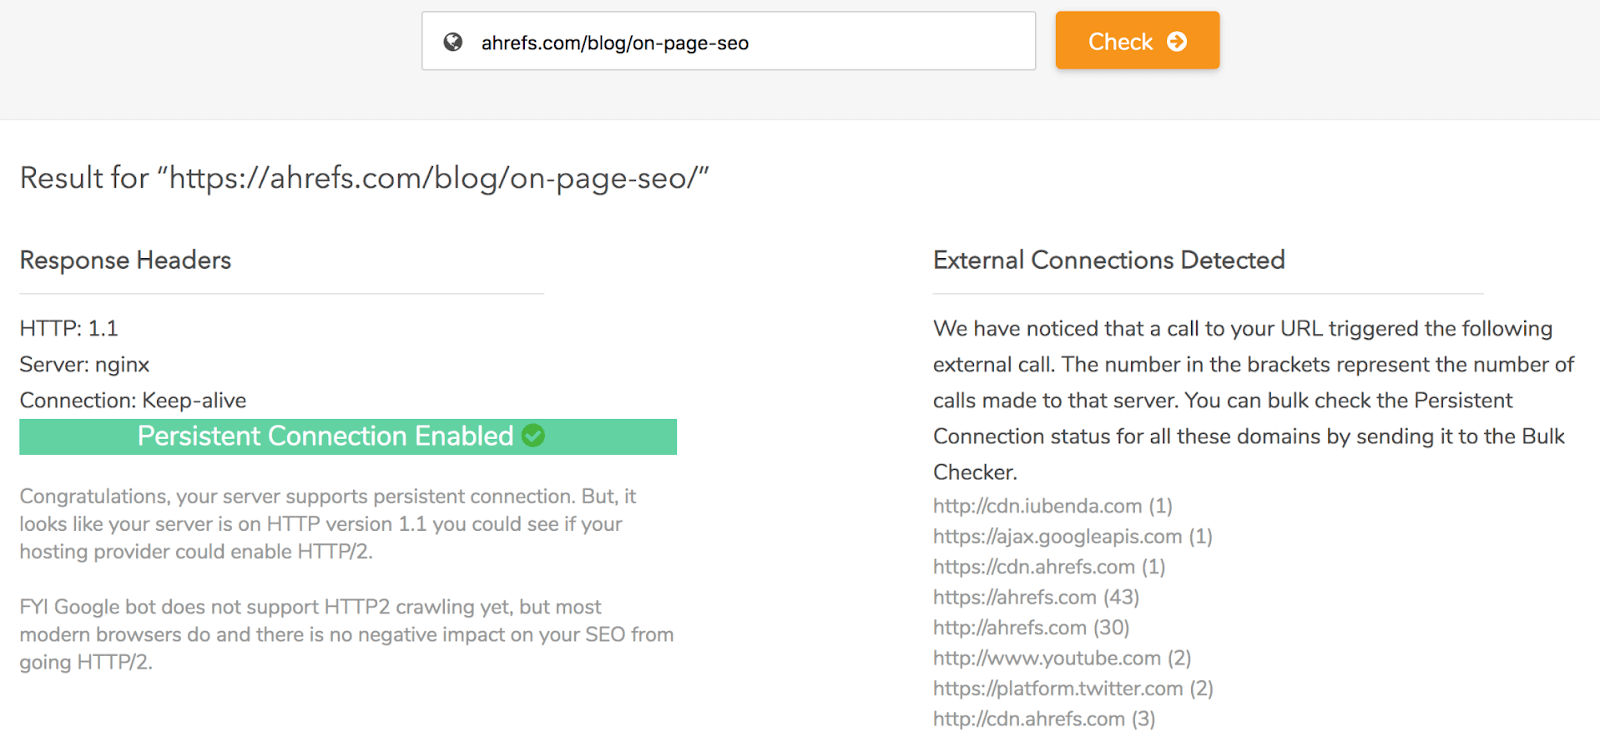 ahrefs.com/blog/on-page-seo
Check
Result for “https://ahrefs.com/blog/on-page-seo/”
Response Headers
HTTP: 1.1
Server: nginx
Connection: Keep-alive
Persistent Connection Enabled
Congratulations, your server supports persistent connection. But, it
looks like your server is on HTTP version 1.1 you could see if your
hosting provider could enable HTTP/2.
FYI Google bot does not support HTTP2 crawling yet, but most
modern browsers do and there is no negative impact on your SEO from
going HTTP/2.
External Connections Detected
We have noticed that a call to your URL triggered the following
external call. The number in the brackets represent the number of
calls made to that server. You can bulk check the Persistent
Connection status for all these domains by sending it to the Bulk
Checker.
http://cdn.iubenda.com (1)
https://ajax.googleapis.com (1)
https://cdn.ahrefs.com (1)
https://ahrefs.com (43)
http://ahrefs.com (30)
http://www.youtube.com (2)
https://platform.twitter.com (2)
http://cdn.ahrefs.com (3)